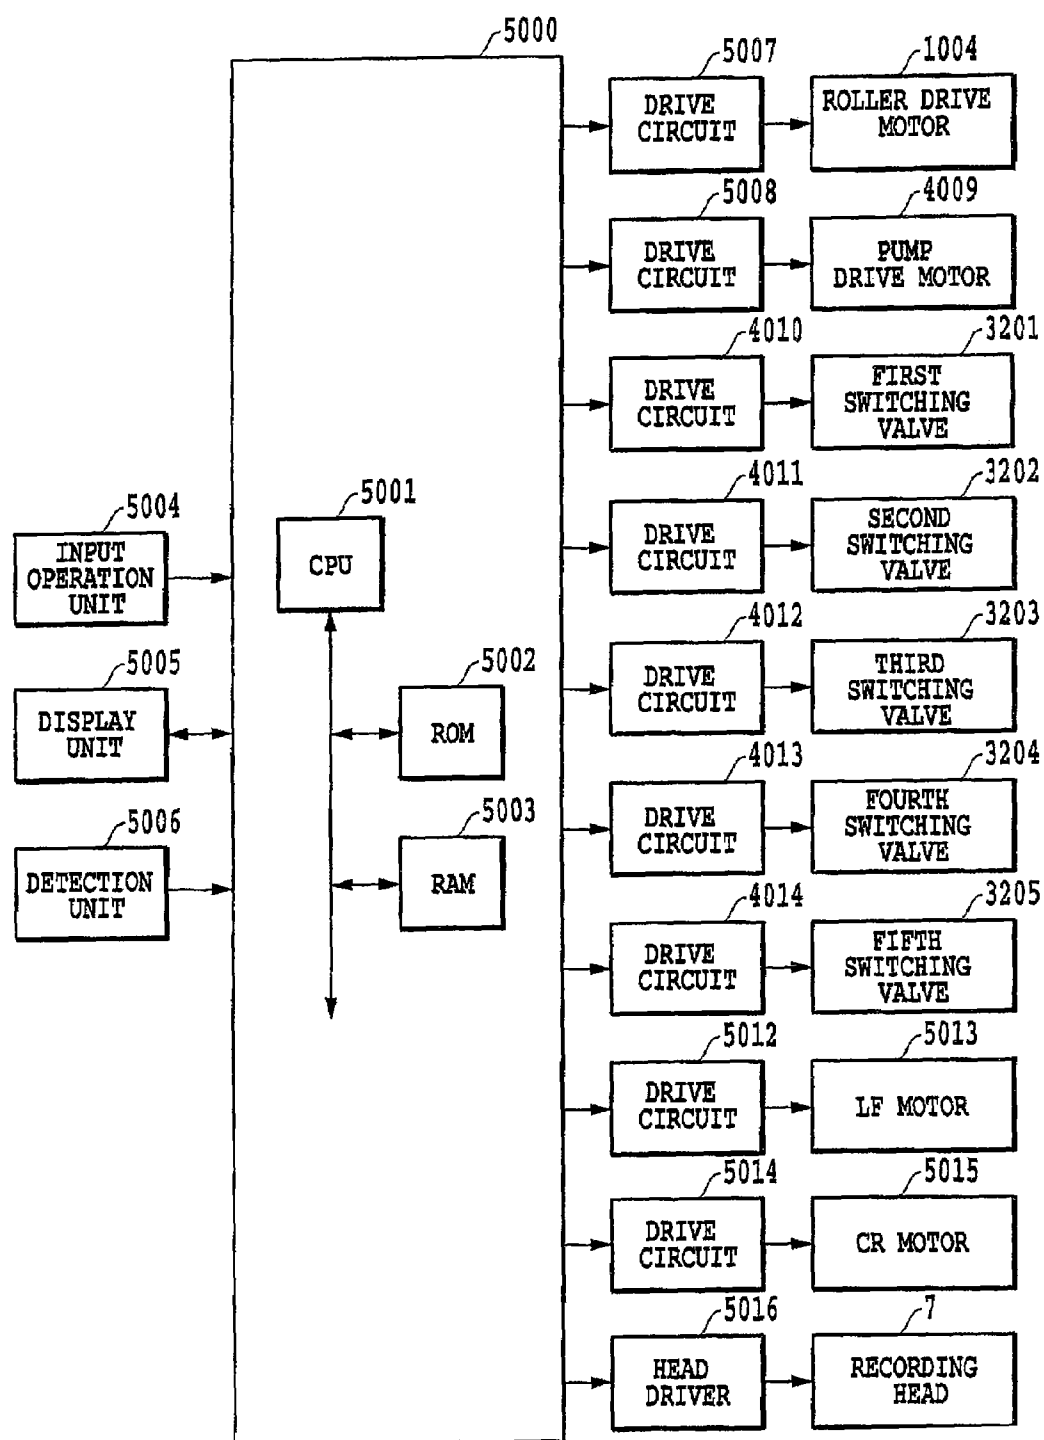 5000
5007
1004
DRIVE
CIRCUIT
ROLLER DRIVE
MOTOR
5008
4009
DRIVE
CIRCUIT
PUMP
DRIVE MOTOR
4010
3201
DRIVE
CIRCUIT
FIRST
SWITCHING
VALVE
4011
3202
DRIVE
CIRCUIT
SECOND
SWITCHING
VALVE
5004
INPUT
OPERATION
UNIT
5001
CPU
4012
3203
DRIVE
CIRCUIT
THIRD
SWITCHING
VALVE
5005
DISPLAY
UNIT
5002
ROM
4013
3204
DRIVE
CIRCUIT
FOURTH
SWITCHING
VALVE
5006
DETECTION
UNIT
5003
RAM
4014
3205
DRIVE
CIRCUIT
FIFTH
SWITCHING
VALVE
5012
5013
DRIVE
CIRCUIT
LF MOTOR
5014
5015
DRIVE
CIRCUIT
CR MOTOR
5016
7
HEAD
DRIVER
RECORDING
HEAD